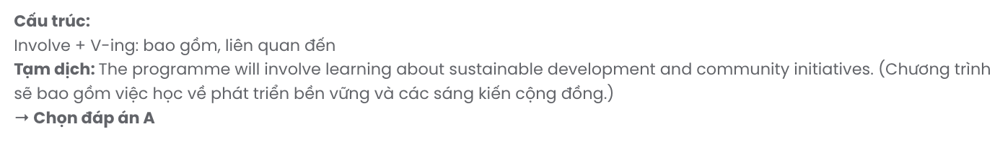 Cấu trúc:
Involve + V-ing: bao gồm, liên quan đến
Tạm dịch: The programme will involve learning about sustainable development and community initiatives. (Chương trình
sẽ bao gồm việc học về phát triển bền vững và các sáng kiến cộng đồng.)
→ Chọn đáp án A